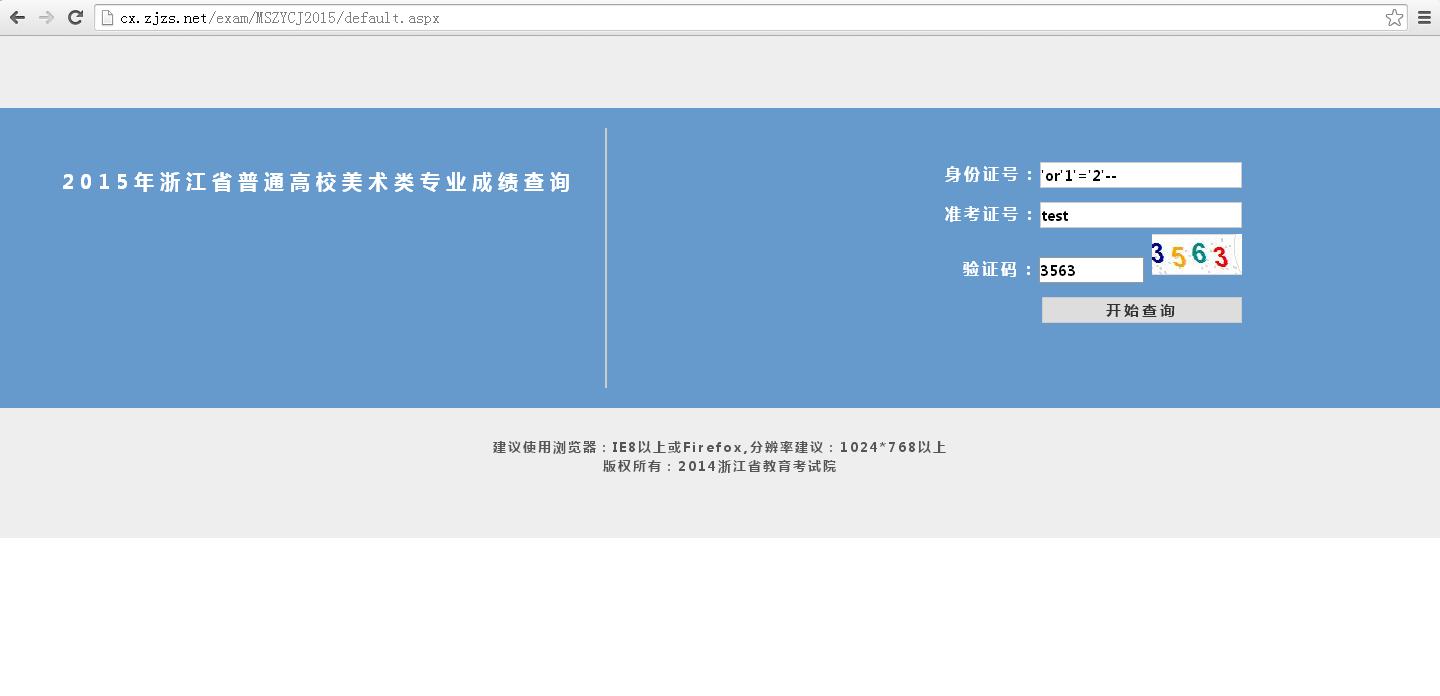 cx.zjzs.net/exam/MSZYCJ2015/default.aspx
2015年浙江省普通高校美术类专业成绩查询
身份证号：'or'1'='2'--
准考证号：test
验证码：3563 3563
开始查询
建议使用浏览器：IE8以上或Firefox,分辨率建议：1024*768以上
版权所有：2014浙江省教育考试院